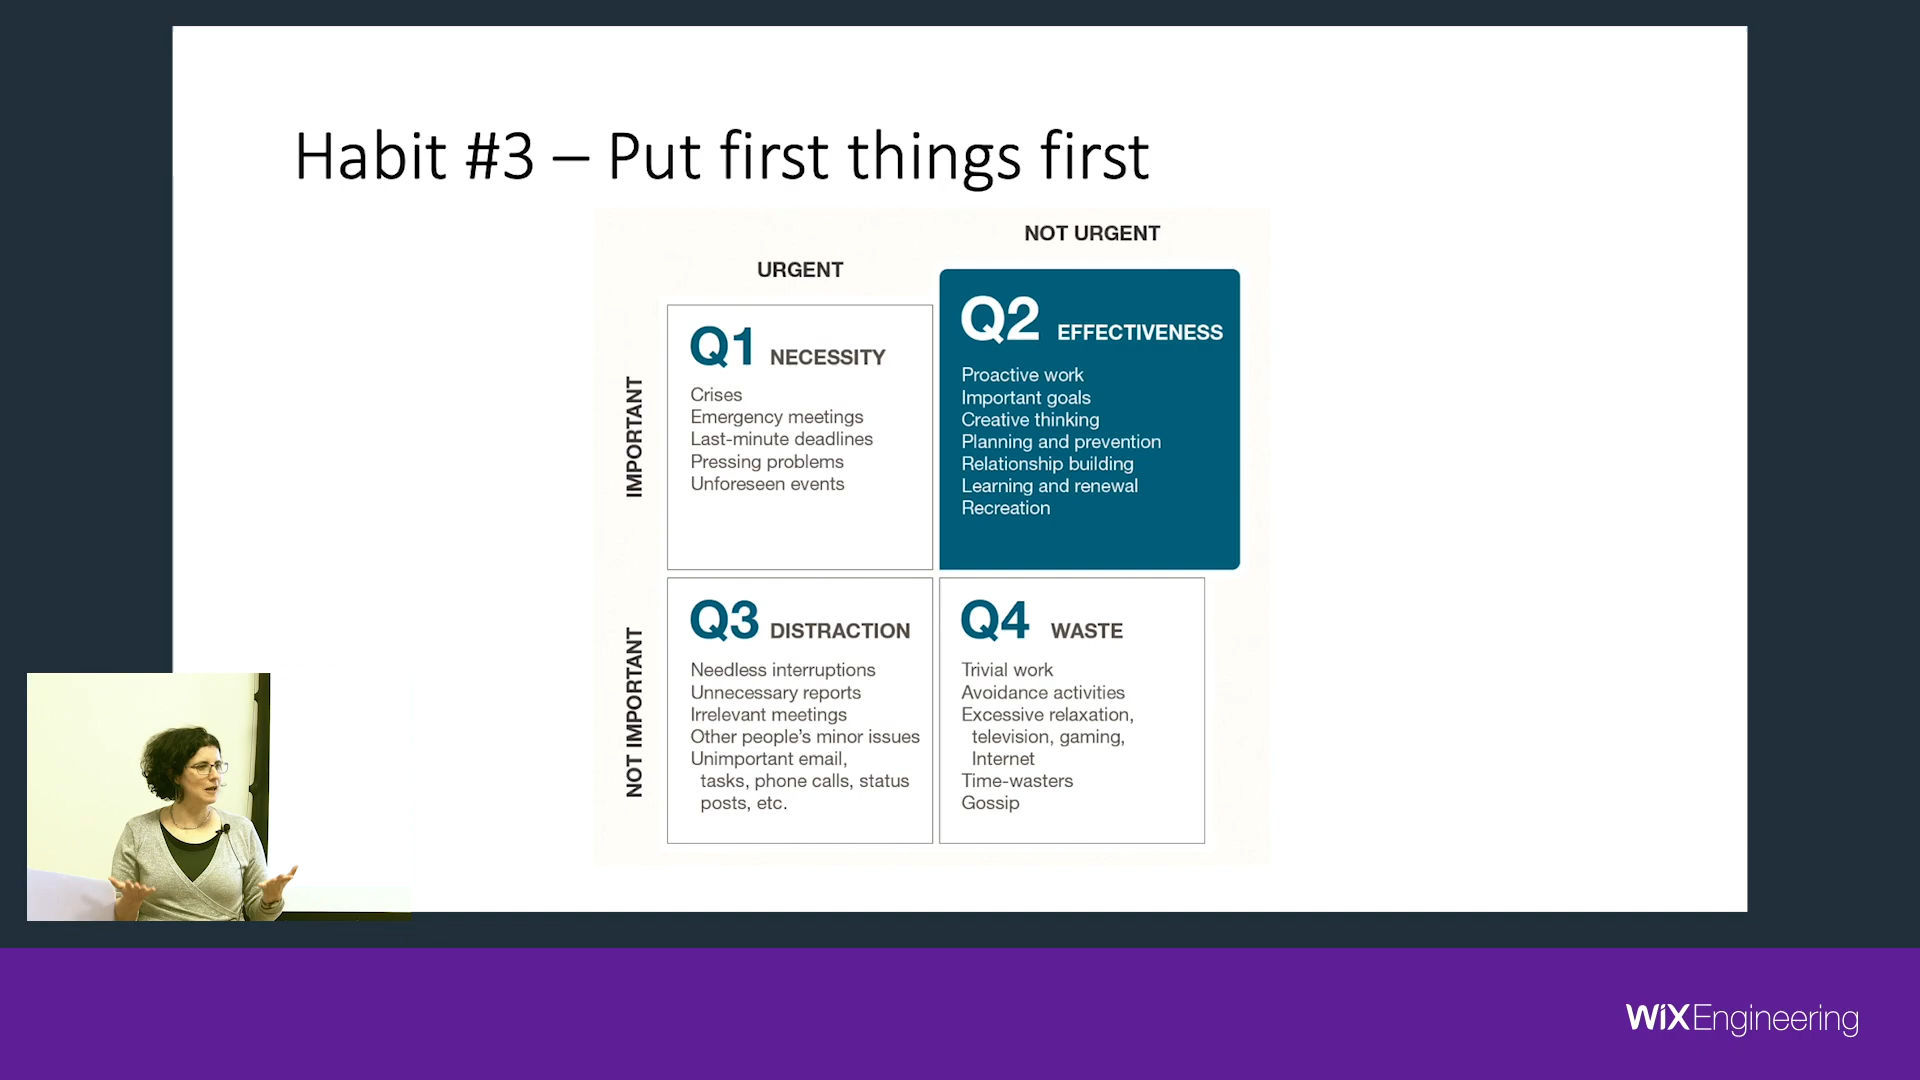 Habit #3 – Put first things first
NOT URGENT
URGENT
IMPORTANT
Q1 NECESSITY
Crises
Emergency meetings
Last-minute deadlines
Pressing problems
Unforeseen events
Q2 EFFECTIVENESS
Proactive work
Important goals
Creative thinking
Planning and prevention
Relationship building
Learning and renewal
Recreation
NOT IMPORTANT
Q3 DISTRACTION
Needless interruptions
Unnecessary reports
Irrelevant meetings
Other people's minor issues
Unimportant email,
tasks, phone calls, status
posts, etc.
Q4 WASTE
Trivial work
Avoidance activities
Excessive relaxation,
television, gaming,
Internet
Time-wasters
Gossip
WiX Engineering